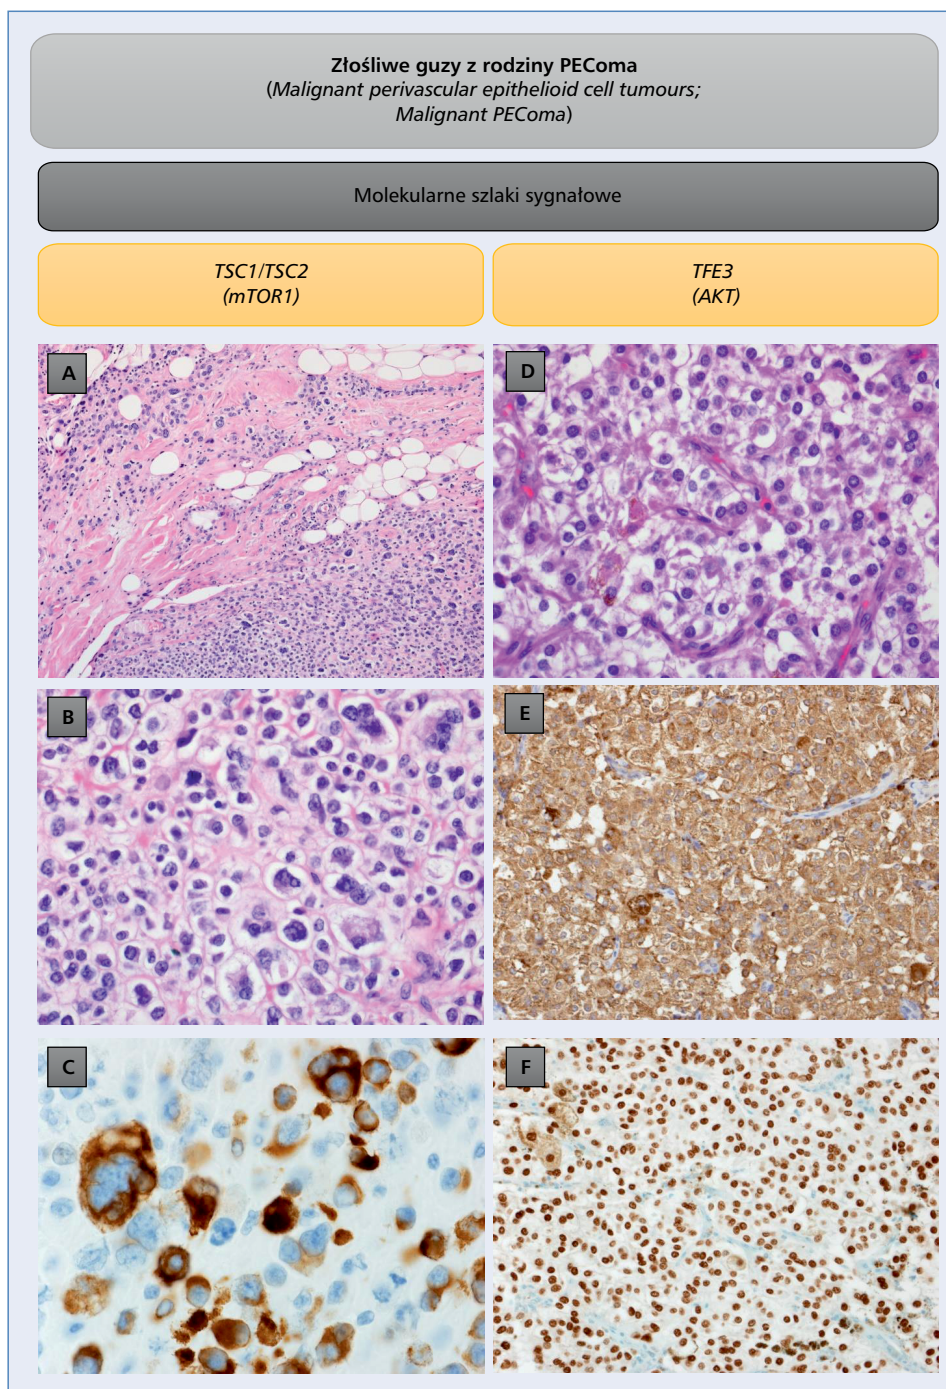 Złośliwe guzy z rodziny PEComa
(Malignant perivascular epithelioid cell tumours;
Malignant PEComa)
Molekularne szlaki sygnałowe
TSC1/TSC2
(mTOR1)
TFE3
(AKT)
A
D
B
E
C
F